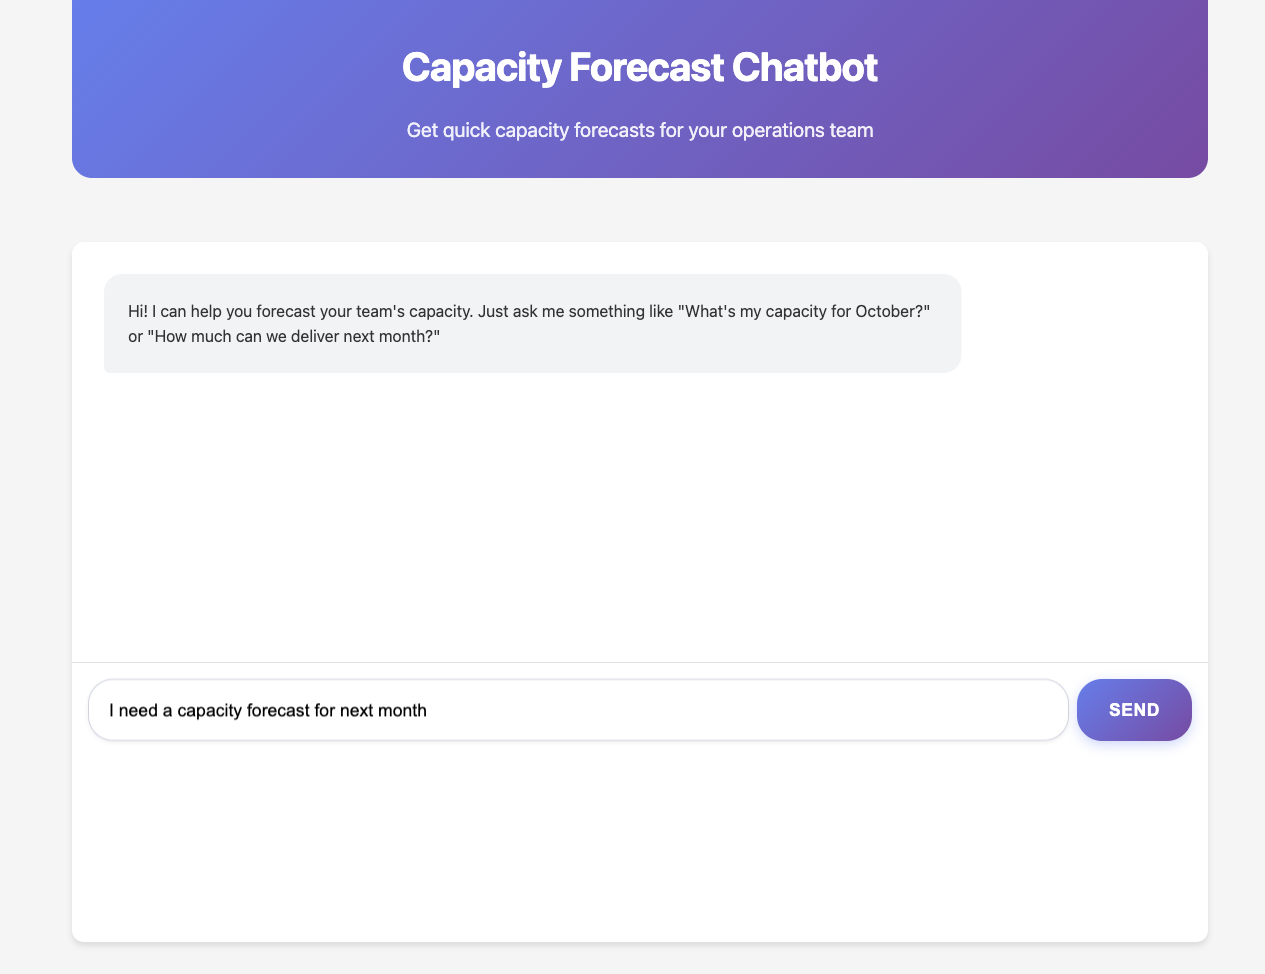 Capacity Forecast Chatbot
Get quick capacity forecasts for your operations team
Hi! I can help you forecast your team's capacity. Just ask me something like "What's my capacity for October?"
or "How much can we deliver next month?"
I need a capacity forecast for next month
SEND